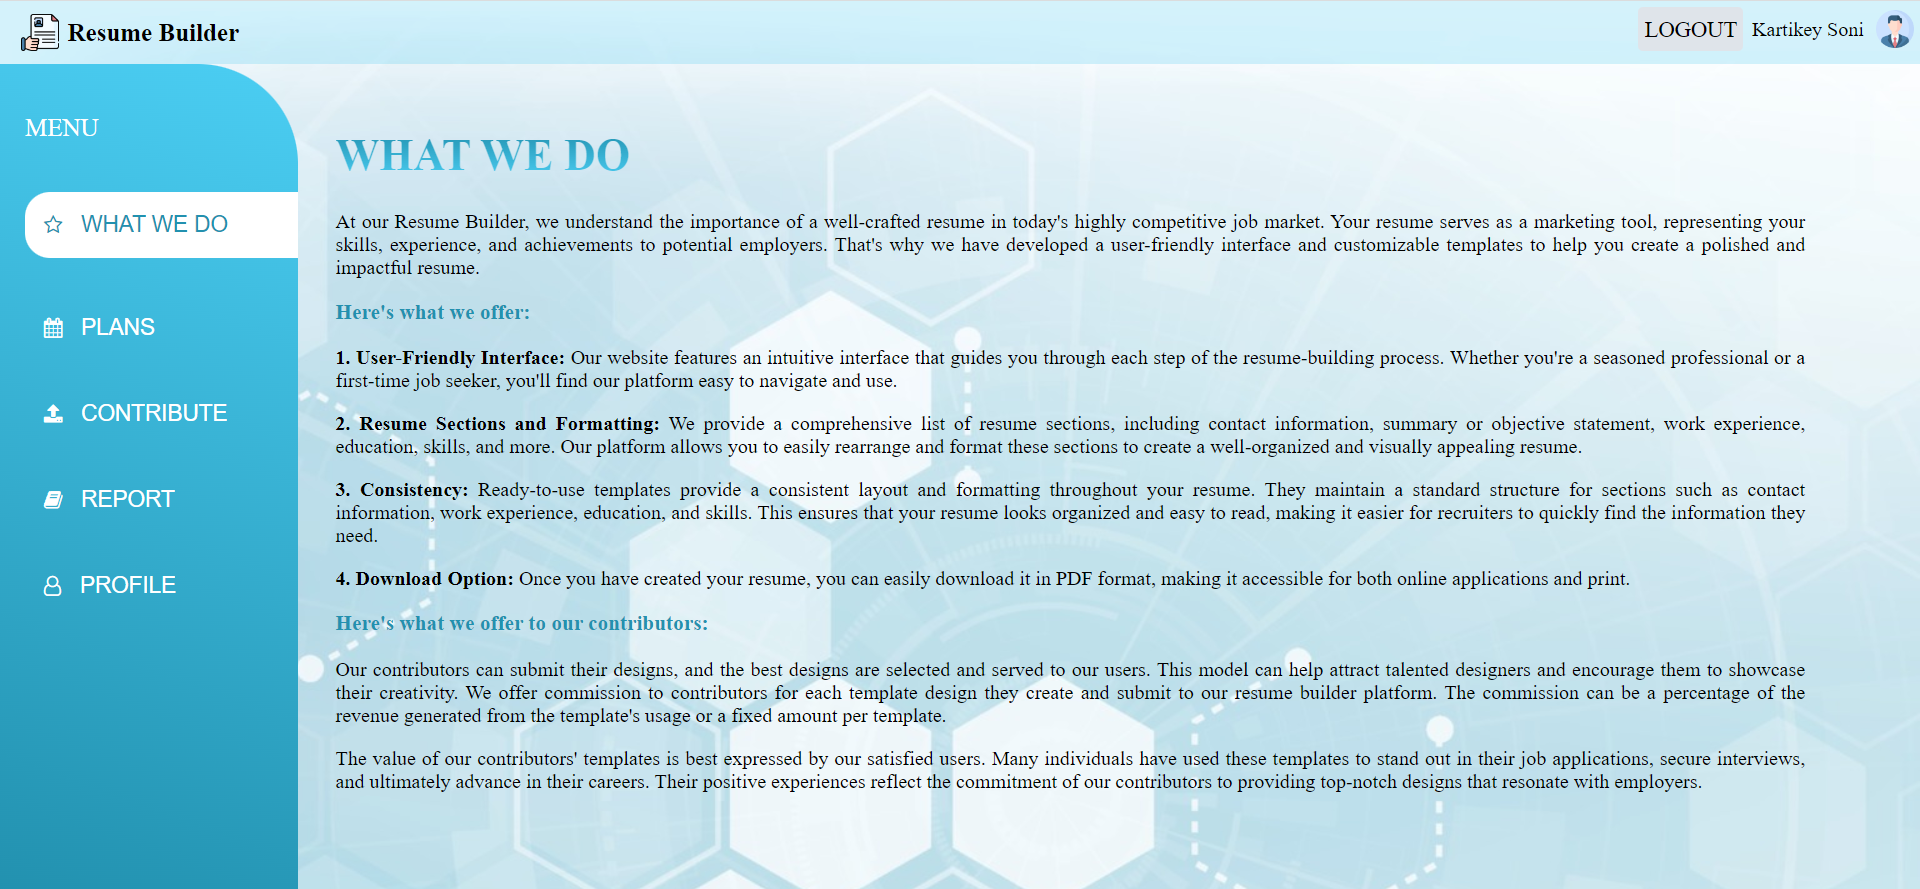 Resume Builder
LOGOUT Kartikey Soni
MENU
WHAT WE DO
PLANS
CONTRIBUTE
REPORT
PROFILE
WHAT WE DO
At our Resume Builder, we understand the importance of a well-crafted resume in today's highly competitive job market. Your resume serves as a marketing tool, representing your
skills, experience, and achievements to potential employers. That's why we have developed a user-friendly interface and customizable templates to help you create a polished and
impactful resume.
Here's what we offer:
1. User-Friendly Interface: Our website features an intuitive interface that guides you through each step of the resume-building process. Whether you're a seasoned professional or a
first-time job seeker, you'll find our platform easy to navigate and use.
2. Resume Sections and Formatting: We provide a comprehensive list of resume sections, including contact information, summary or objective statement, work experience,
education, skills, and more. Our platform allows you to easily rearrange and format these sections to create a well-organized and visually appealing resume.
3. Consistency: Ready-to-use templates provide a consistent layout and formatting throughout your resume. They maintain a standard structure for sections such as contact
information, work experience, education, and skills. This ensures that your resume looks organized and easy to read, making it easier for recruiters to quickly find the information they
need.
4. Download Option: Once you have created your resume, you can easily download it in PDF format, making it accessible for both online applications and print.
Here's what we offer to our contributors:
Our contributors can submit their designs, and the best designs are selected and served to our users. This model can help attract talented designers and encourage them to showcase
their creativity. We offer commission to contributors for each template design they create and submit to our resume builder platform. The commission can be a percentage of the
revenue generated from the template's usage or a fixed amount per template.
The value of our contributors' templates is best expressed by our satisfied users. Many individuals have used these templates to stand out in their job applications, secure interviews,
and ultimately advance in their careers. Their positive experiences reflect the commitment of our contributors to providing top-notch designs that resonate with employers.